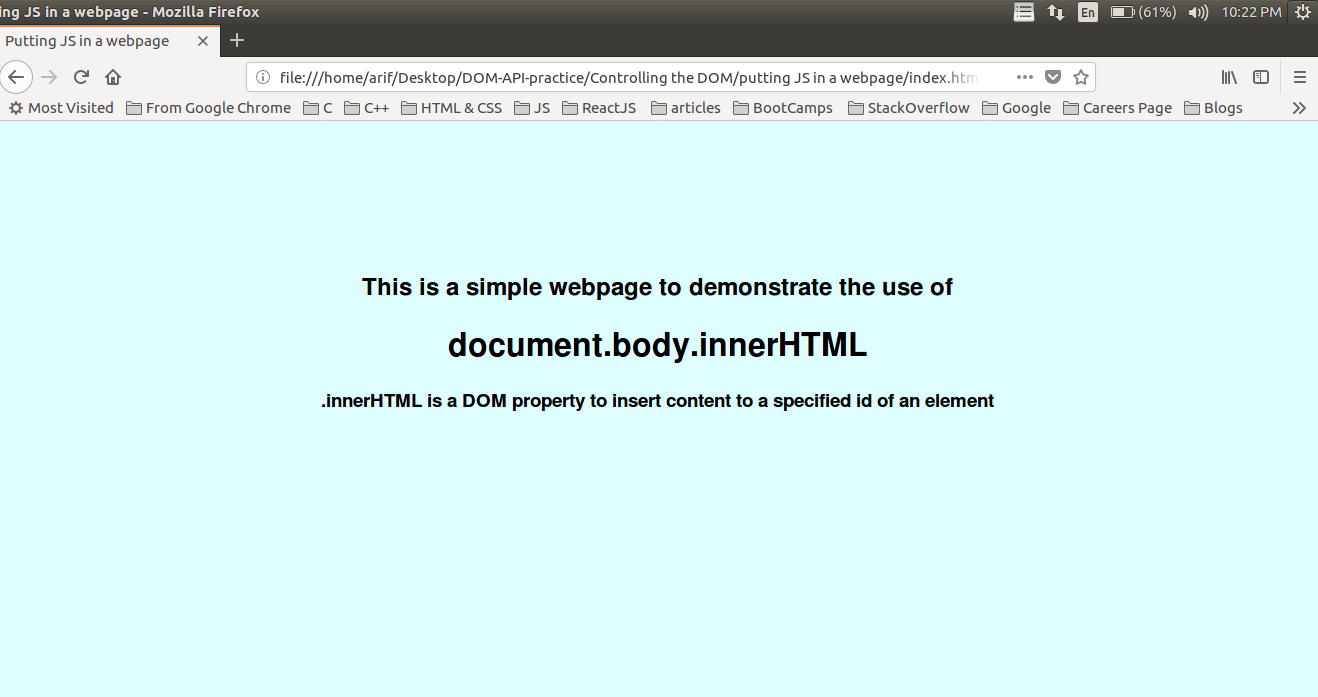 ing JS in a webpage - Mozilla Firefox En (61%) 10:22 PM
Putting JS in a webpage
file:///home/arif/Desktop/DOM-API-practice/Controlling the DOM/putting JS in a webpage/index.htm
Most Visited From Google Chrome C C++ HTML & CSS JS ReactJS articles BootCamps StackOverflow Google Careers Page Blogs
This is a simple webpage to demonstrate the use of
document.body.innerHTML
.innerHTML is a DOM property to insert content to a specified id of an element